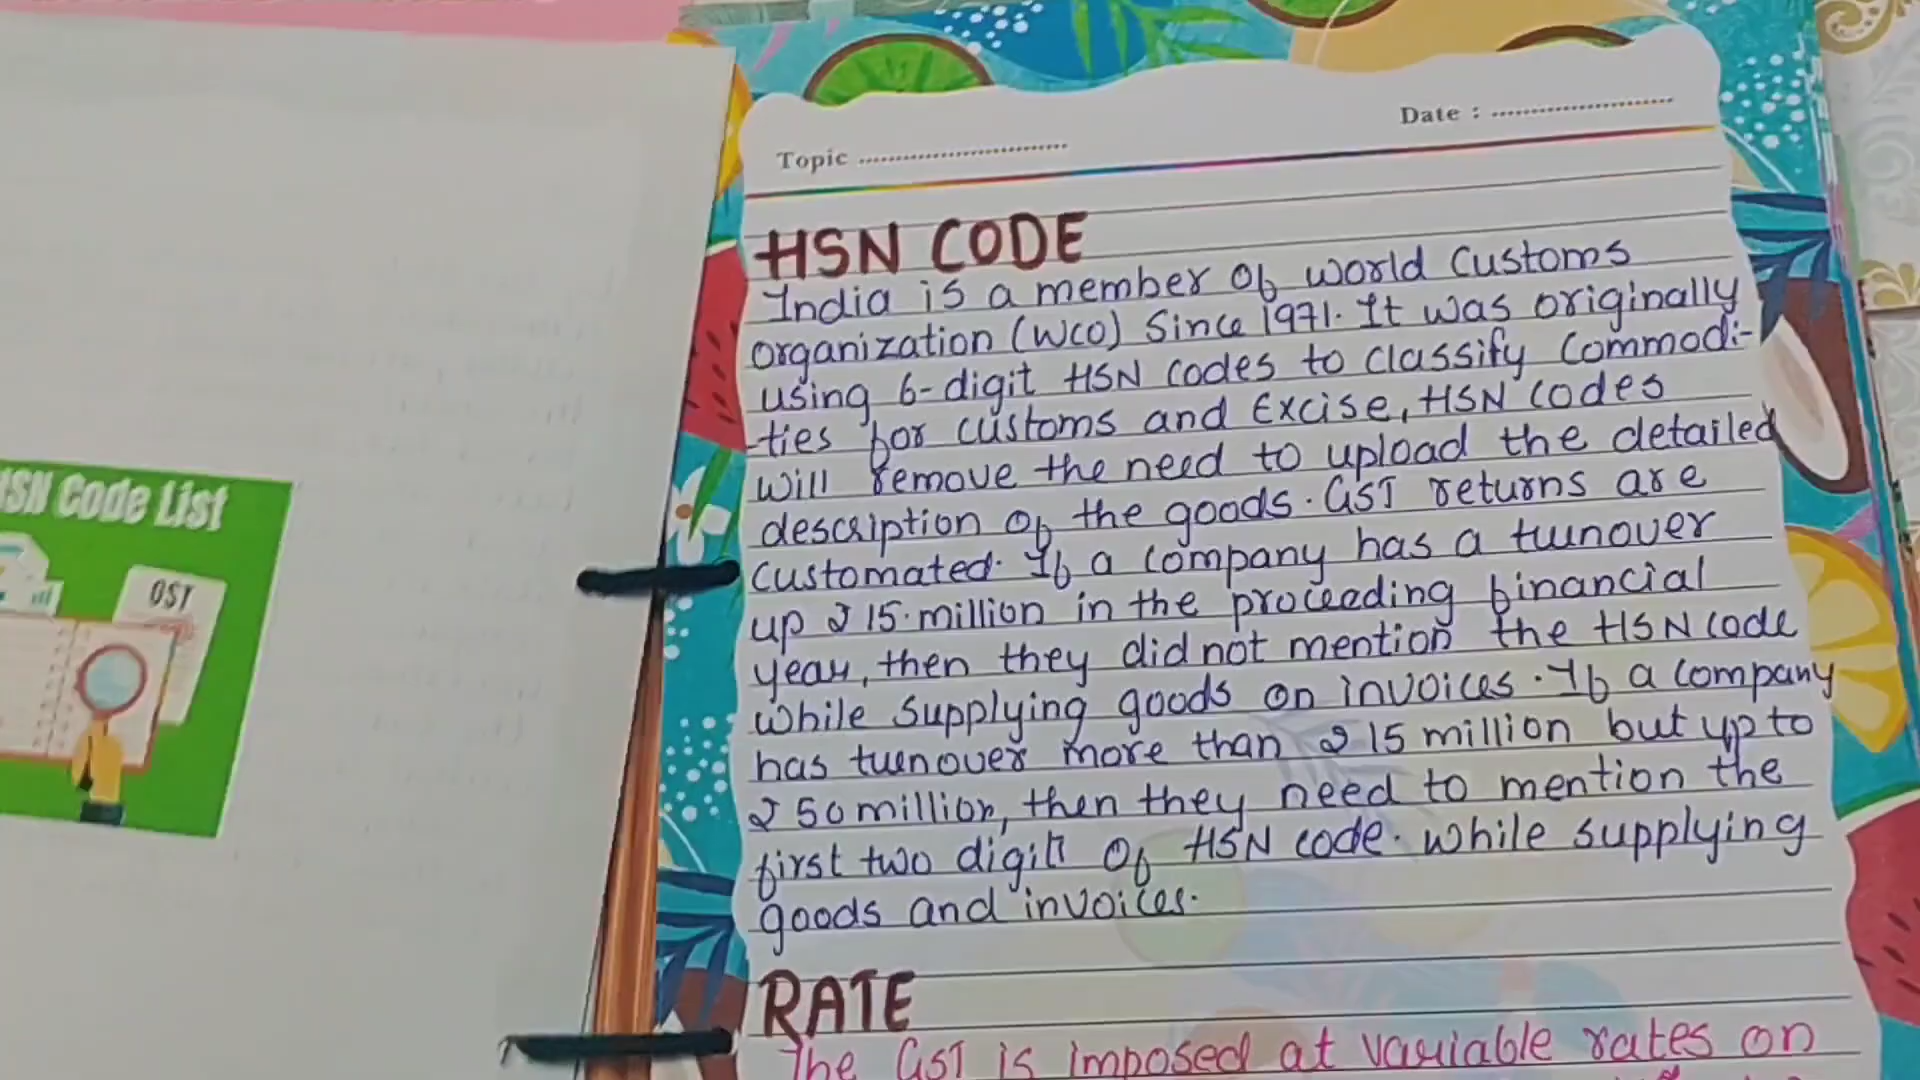 HSN Code List
GST
Topic
Date :
HSN CODE
India is a member of world customs
organization (WCO) Since 1971. It was originally
using 6-digit HSN codes to classify commodi-
-ties for customs and Excise, HSN codes
will remove the need to upload the detailed
description of the goods. GST returns are
customated. If a company has a turnover
up ₹ 15. million in the proceeding financial
year, then they did not mention the HSN code
while supplying goods on invoices. If a company
has turnover more than ₹ 15 million but up to
₹ 50 million, then they need to mention the
first two digit of HSN code. while supplying
goods and invoices.
RATE
The GST is imposed at variable rates on